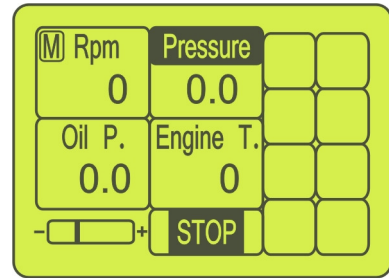 M Rpm
0
Pressure
0.0
Oil P.
0.0
Engine T.
0
- +
STOP